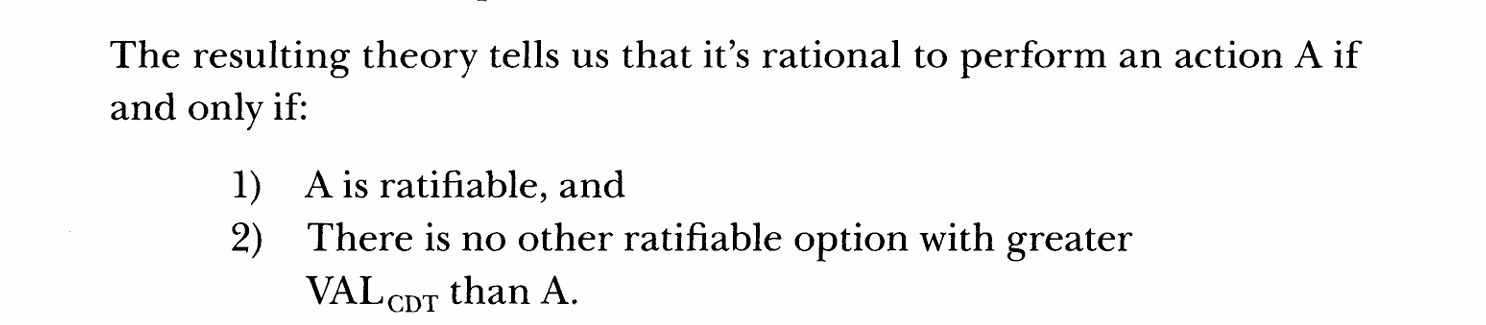 The resulting theory tells us that it's rational to perform an action A if
and only if:
1) A is ratifiable, and
2) There is no other ratifiable option with greater
VAL_CDT than A.